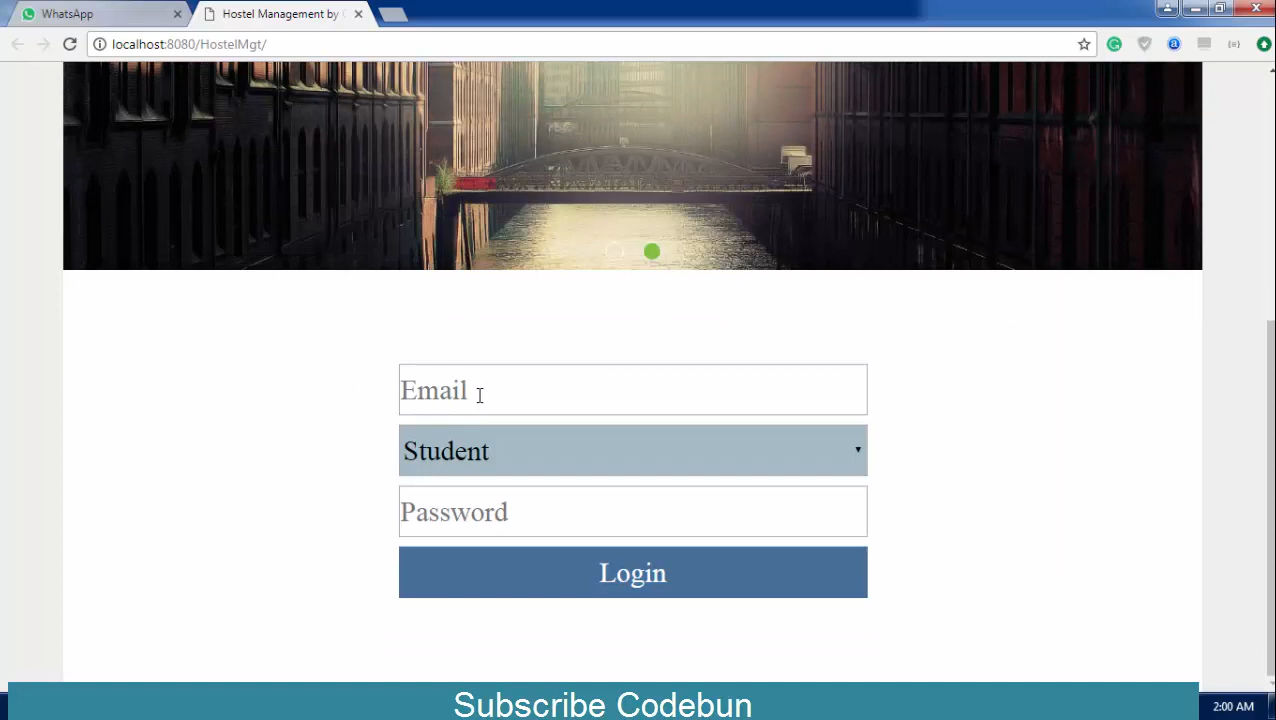 WhatsApp
Hostel Management by C
localhost:8080/HostelMgt/
Email
Student
Password
Login
Subscribe Codebun
2:00 AM